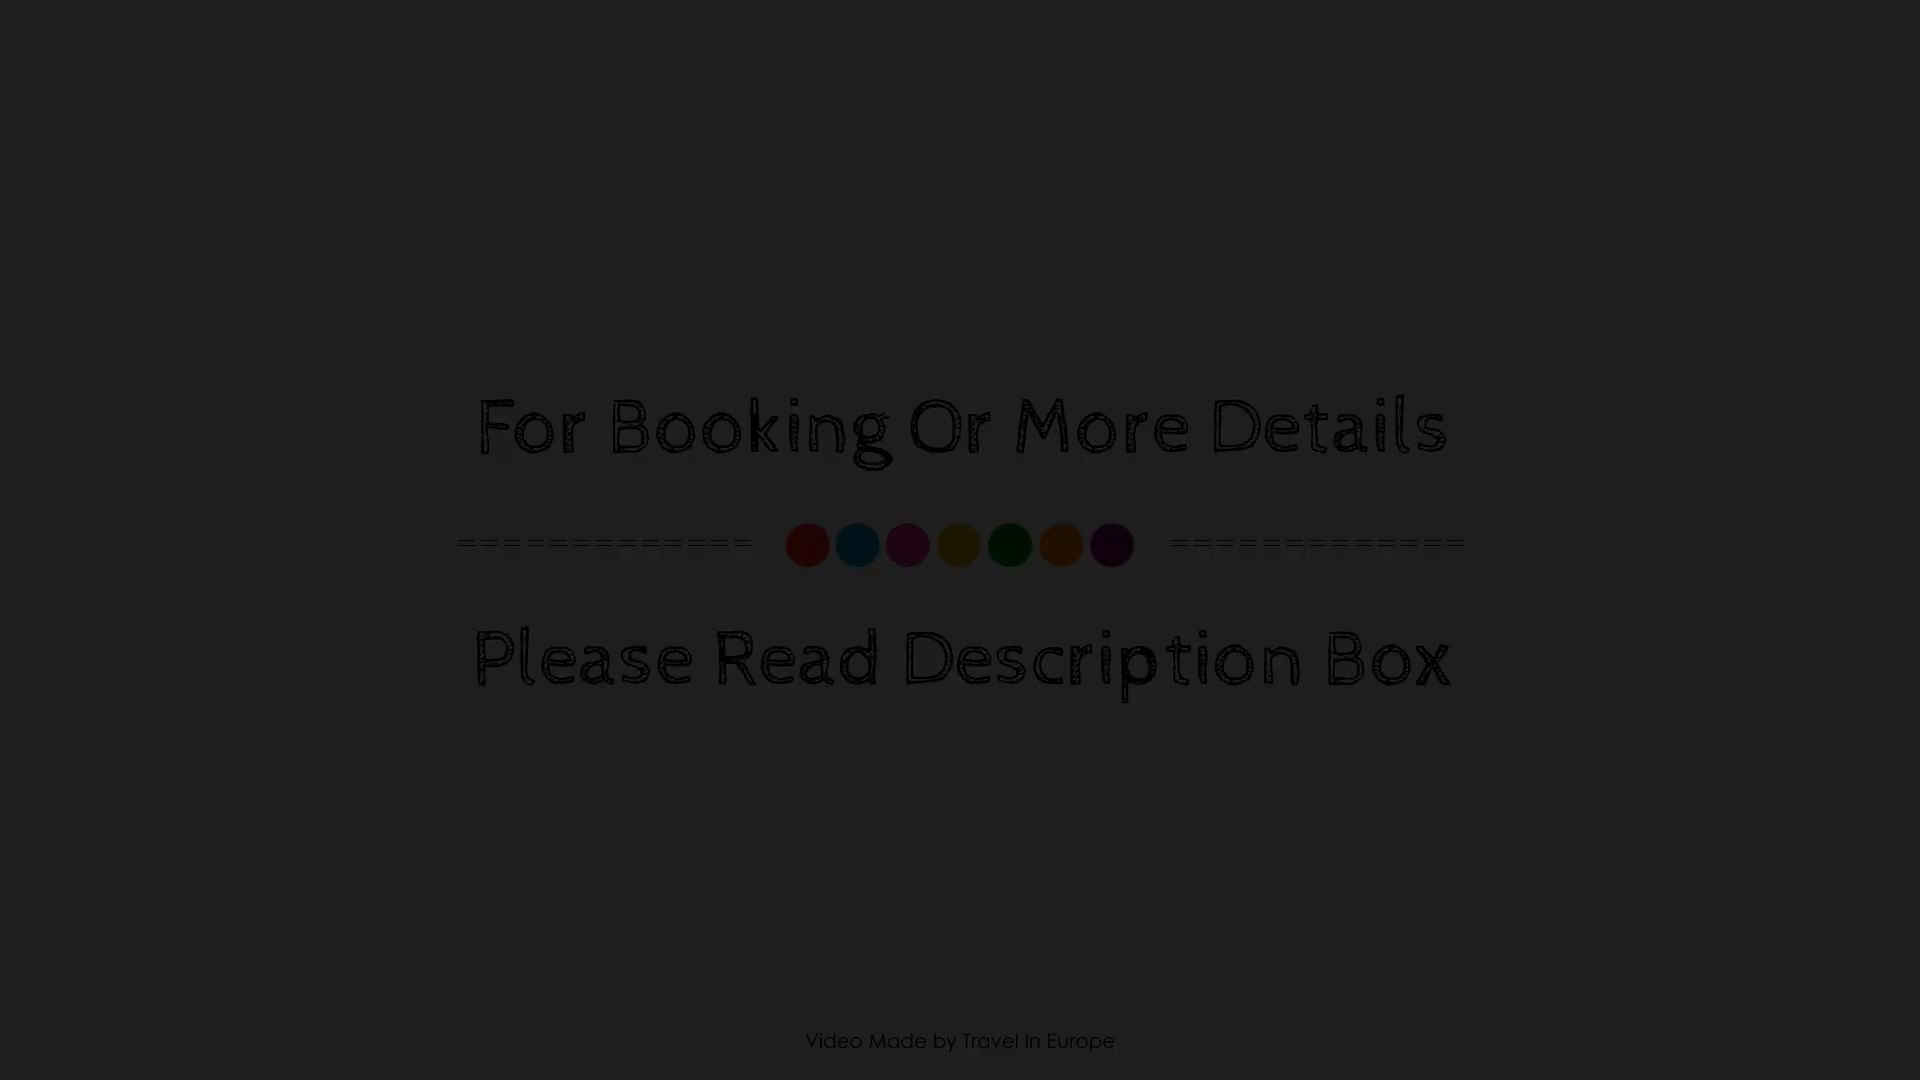 For Booking Or More Details
============= =============
Please Read Description Box
Video Made by Travel In Europe